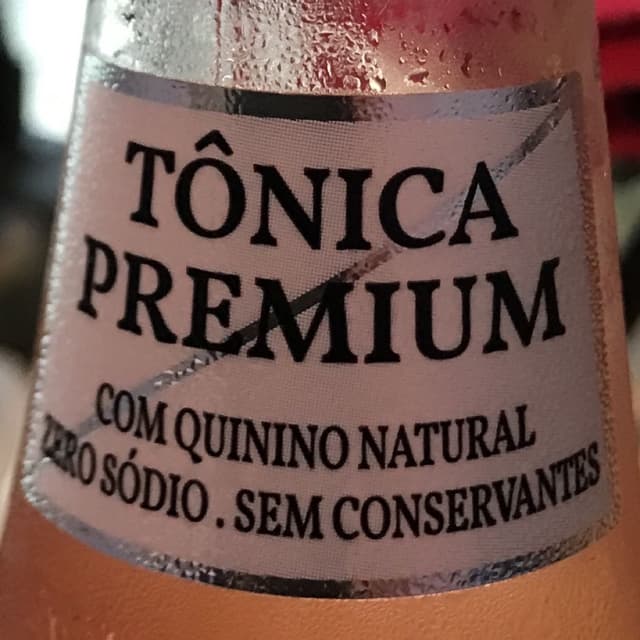 TÔNICA
PREMIUM
COM QUININO NATURAL
ZERO SÓDIO . SEM CONSERVANTES